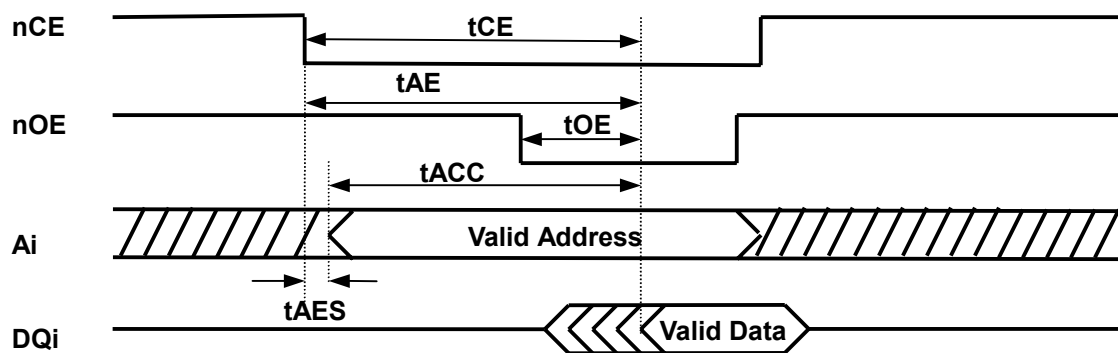 nCE
tCE
tAE
nOE
tOE
tACC
Ai
Valid Address
tAES
DQi
Valid Data